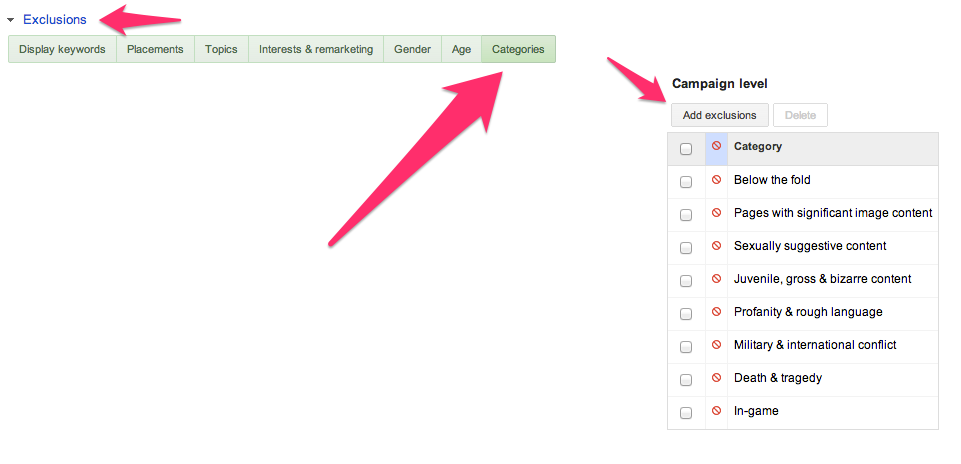 Exclusions
Display keywords Placements Topics Interests & remarketing Gender Age Categories
Campaign level
Add exclusions Delete
Category
Below the fold
Pages with significant image content
Sexually suggestive content
Juvenile, gross & bizarre content
Profanity & rough language
Military & international conflict
Death & tragedy
In-game